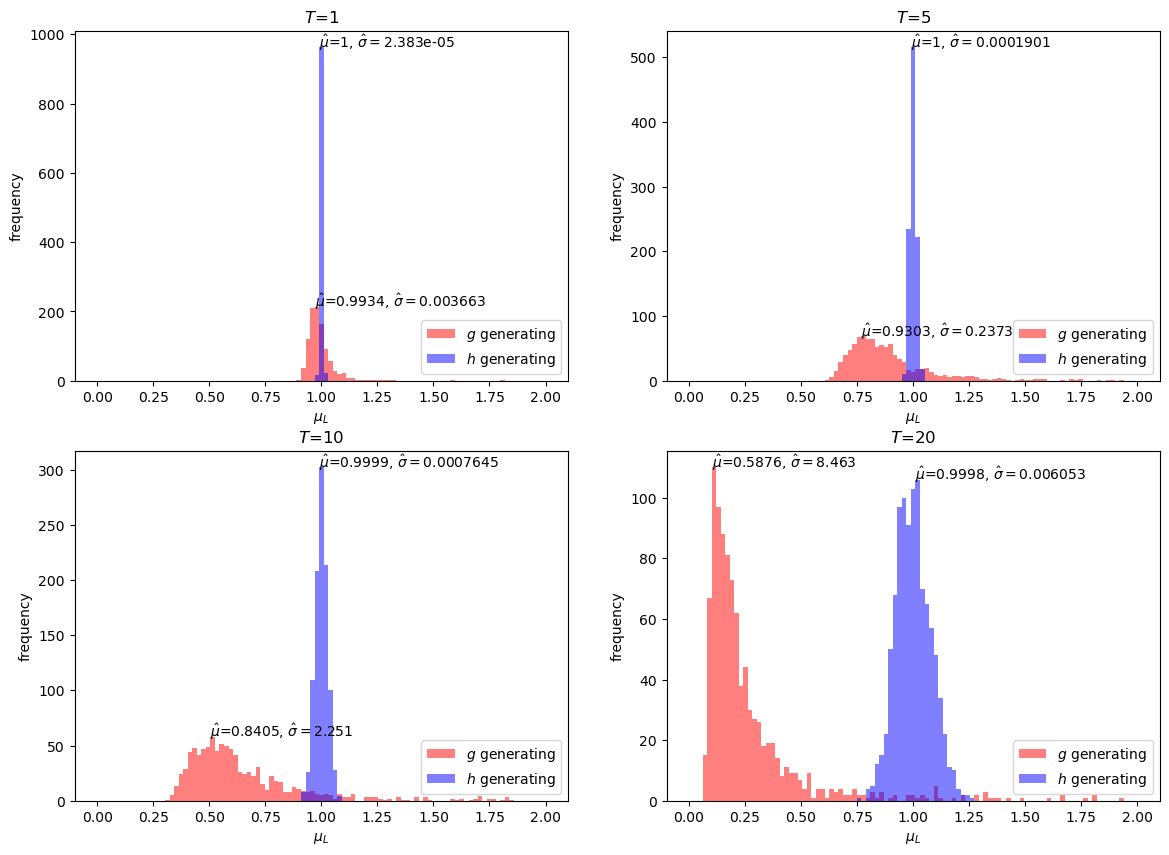 T=1
μ̂=1, σ̂ = 2.383e-05
μ̂=0.9934, σ̂ = 0.003663
g generating
h generating
frequency
1000
800
600
400
200
0
0.00 0.25 0.50 0.75 1.00 1.25 1.50 1.75 2.00
μ_L
T=5
μ̂=1, σ̂ = 0.0001901
μ̂=0.9303, σ̂ = 0.2373
g generating
h generating
frequency
500
400
300
200
100
0
0.00 0.25 0.50 0.75 1.00 1.25 1.50 1.75 2.00
μ_L
T=10
μ̂=0.9999, σ̂ = 0.0007645
μ̂=0.8405, σ̂ = 2.251
g generating
h generating
frequency
300
250
200
150
100
50
0
0.00 0.25 0.50 0.75 1.00 1.25 1.50 1.75 2.00
μ_L
T=20
μ̂=0.5876, σ̂ = 8.463
μ̂=0.9998, σ̂ = 0.006053
g generating
h generating
frequency
100
80
60
40
20
0
0.00 0.25 0.50 0.75 1.00 1.25 1.50 1.75 2.00
μ_L